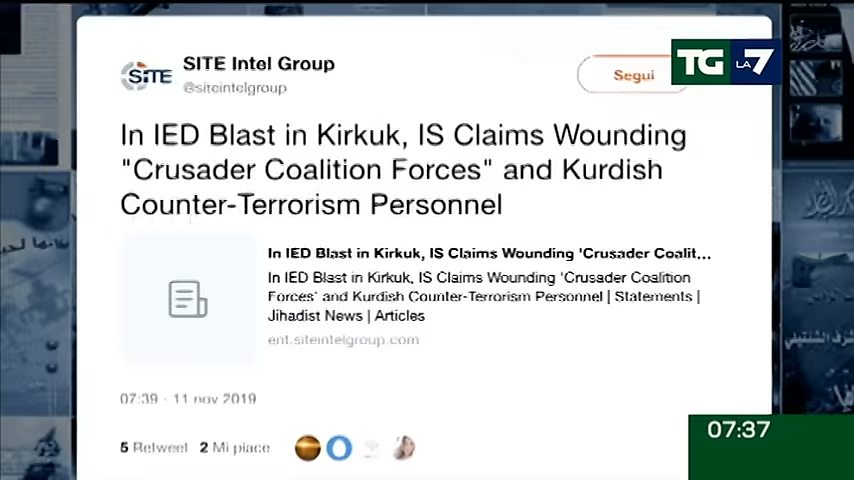 SITE Intel Group
@siteintelgroup
Segui
TG LA 7
In IED Blast in Kirkuk, IS Claims Wounding
"Crusader Coalition Forces" and Kurdish
Counter-Terrorism Personnel
In IED Blast in Kirkuk, IS Claims Wounding 'Crusader Coalit...
In IED Blast in Kirkuk, IS Claims Wounding 'Crusader Coalition
Forces' and Kurdish Counter-Terrorism Personnel | Statements |
Jihadist News | Articles
ent.siteintelgroup.com
07:39 · 11 nov 2019
5 Retweet 2 Mi piace
07:37